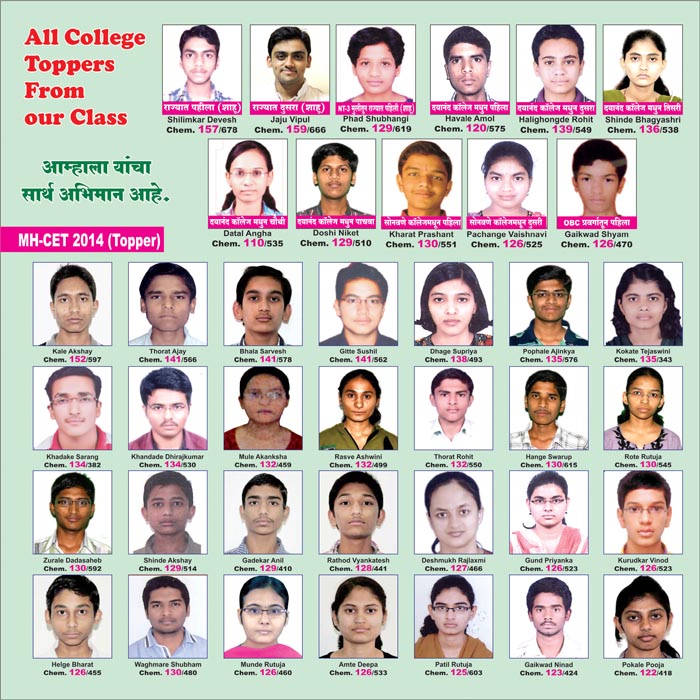 All College
Toppers
From
our Class
आम्हाला यांचा
सार्थ अभिमान आहे.
राज्यात पहीला (शाहू)
Shilimkar Devesh
Chem. 157/678
राज्यात दुसरा (शाहू)
Jaju Vipul
Chem. 159/666
NT-3 मुलीतुन राज्यात पहिली (शाहू)
Phad Shubhangi
Chem. 129/619
दयानंद कॉलेज मधुन पहिला
Havale Amol
Chem. 120/575
दयानंद कॉलेज मधुन दुसरा
Halighongde Rohit
Chem. 139/549
दयानंद कॉलेज मधुन तिसरी
Shinde Bhagyashri
Chem. 136/538
दयानंद कॉलेज मधुन चौथी
Datal Angha
Chem. 110/535
दयानंद कॉलेज मधुन पाचवा
Doshi Niket
Chem. 129/510
सोनवणे कॉलेजमधून पहिला
Kharat Prashant
Chem. 130/551
सोनवणे कॉलेजमधून दुसरी
Pachange Vaishnavi
Chem. 126/525
OBC प्रवर्गातुन पहिला
Gaikwad Shyam
Chem. 126/470
MH-CET 2014 (Topper)
Kale Akshay
Chem. 152/597
Thorat Ajay
Chem. 141/566
Bhala Sarvesh
Chem. 141/578
Gitte Sushil
Chem. 141/562
Dhage Supriya
Chem. 138/493
Pophale Ajinkya
Chem. 135/576
Kokate Tejaswini
Chem. 135/343
Khadake Sarang
Chem. 134/382
Khandade Dhirajkumar
Chem. 134/530
Mule Akanksha
Chem. 132/459
Rasve Ashwini
Chem. 132/499
Thorat Rohit
Chem. 132/550
Hange Swarup
Chem. 130/615
Rote Rutuja
Chem. 130/545
Zurale Dadasaheb
Chem. 130/592
Shinde Akshay
Chem. 129/514
Gadekar Anil
Chem. 129/410
Rathod Vyankatesh
Chem. 128/441
Deshmukh Rajlaxmi
Chem. 127/466
Gund Priyanka
Chem. 126/523
Kurudkar Vinod
Chem. 126/523
Helge Bharat
Chem. 126/455
Waghmare Shubham
Chem. 130/480
Munde Rutuja
Chem. 126/460
Amte Deepa
Chem. 126/533
Patil Rutuja
Chem. 125/603
Gaikwad Ninad
Chem. 123/424
Pokale Pooja
Chem. 122/418